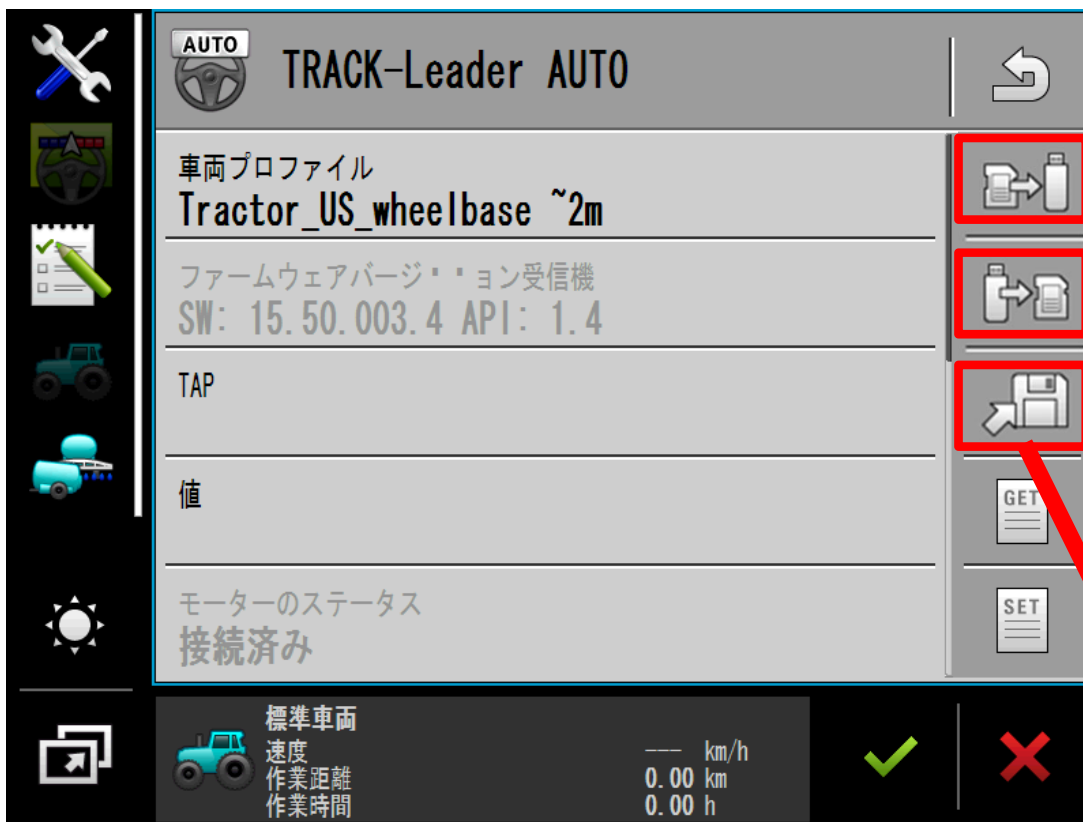 AUTO
TRACK-Leader AUTO
車両プロファイル
Tractor_US_wheelbase ~2m
ファームウェアバージ・・ョン受信機
SW: 15.50.003.4 API: 1.4
TAP
値
GET
モーターのステータス
接続済み
SET
標準車両
速度 --- km/h
作業距離 0.00 km
作業時間 0.00 h